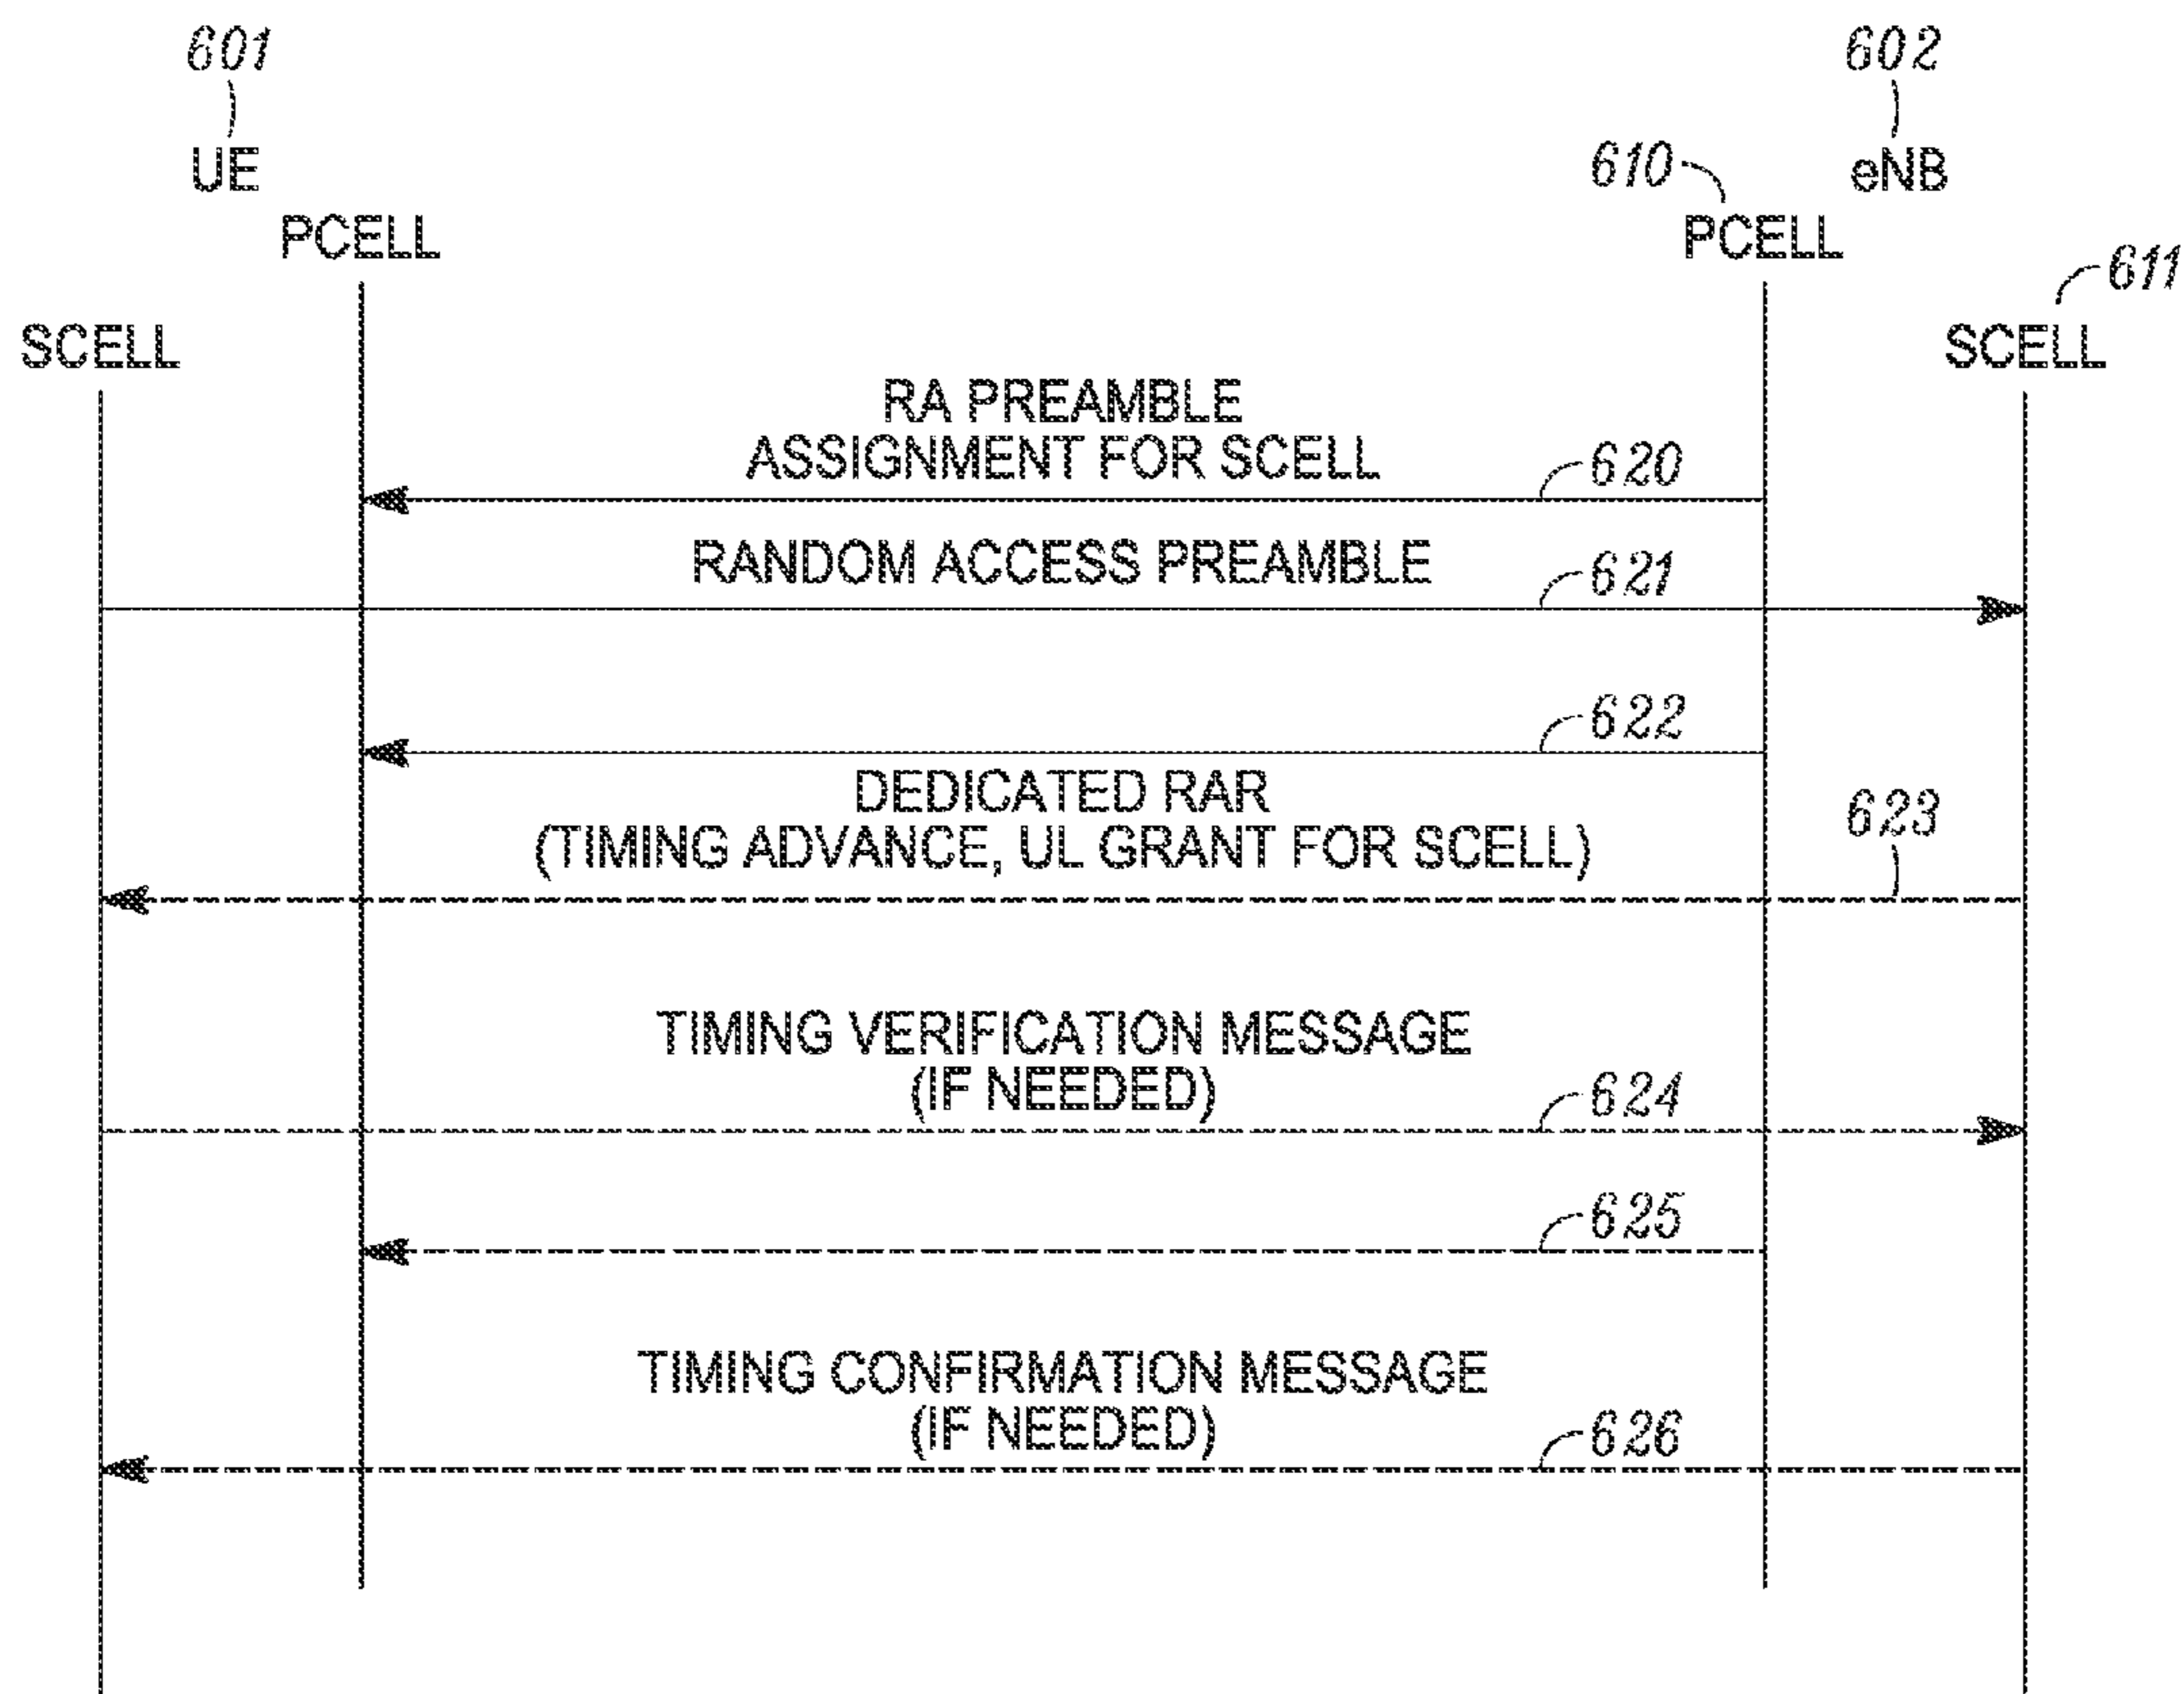 601
602
UE
610
eNB
PCELL
PCELL
611
SCELL
SCELL
RA PREAMBLE
ASSIGNMENT FOR SCELL
620
RANDOM ACCESS PREAMBLE
621
622
DEDICATED RAR
(TIMING ADVANCE, UL GRANT FOR SCELL)
623
TIMING VERIFICATION MESSAGE
(IF NEEDED)
624
625
TIMING CONFIRMATION MESSAGE
(IF NEEDED)
626